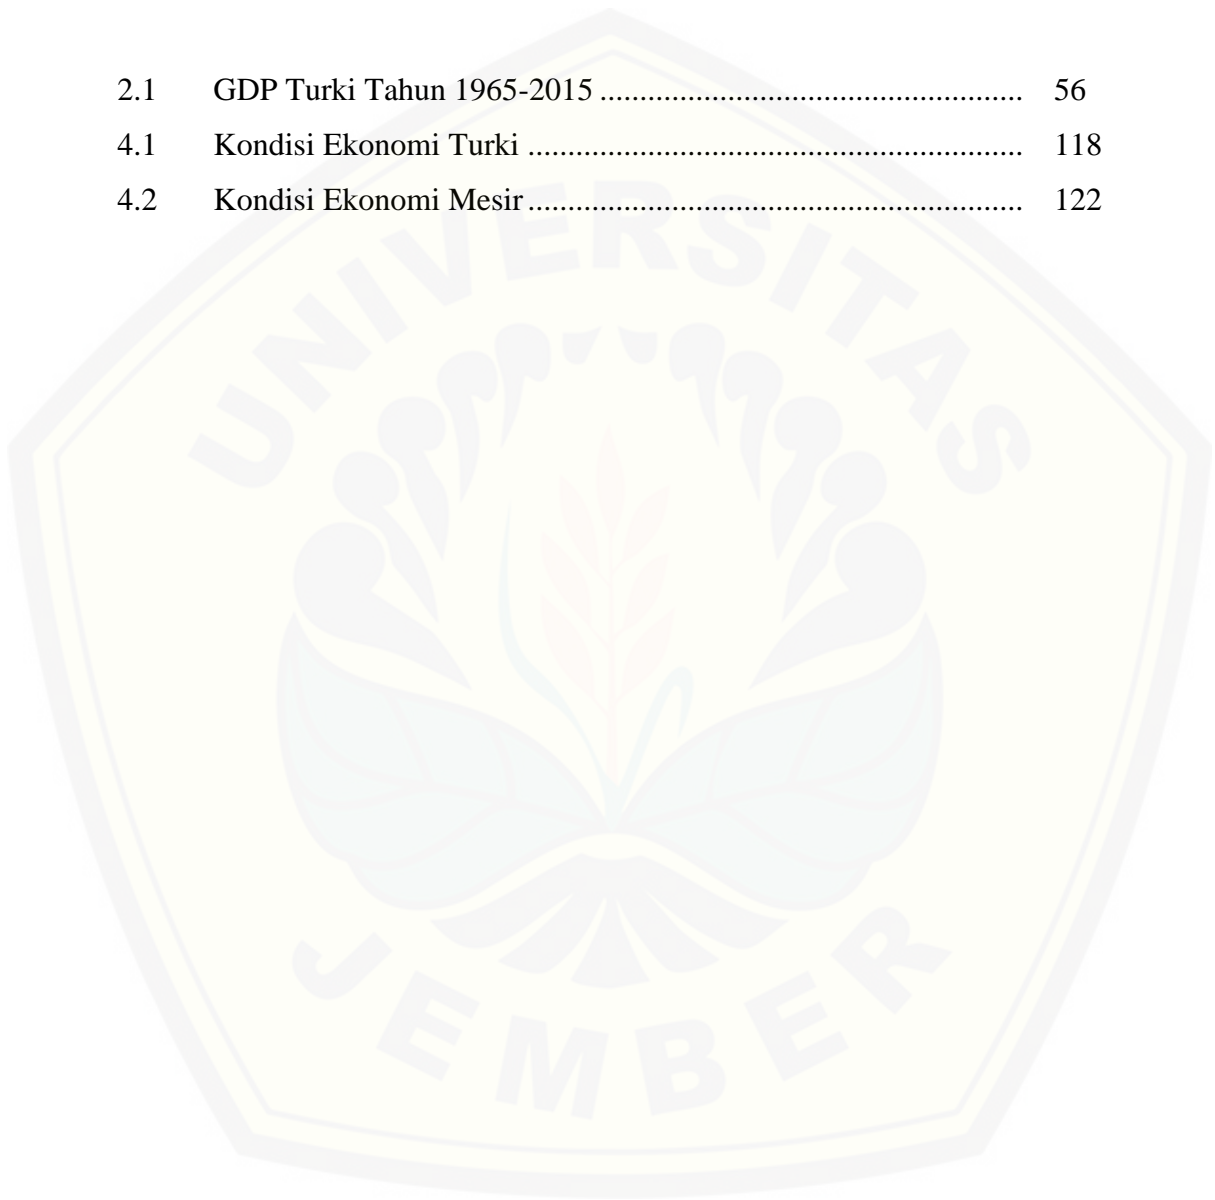 2.1 GDP Turki Tahun 1965-2015 ..................................................... 56
4.1 Kondisi Ekonomi Turki .............................................................. 118
4.2 Kondisi Ekonomi Mesir .............................................................. 122
UNIVERSITAS
JEMBER